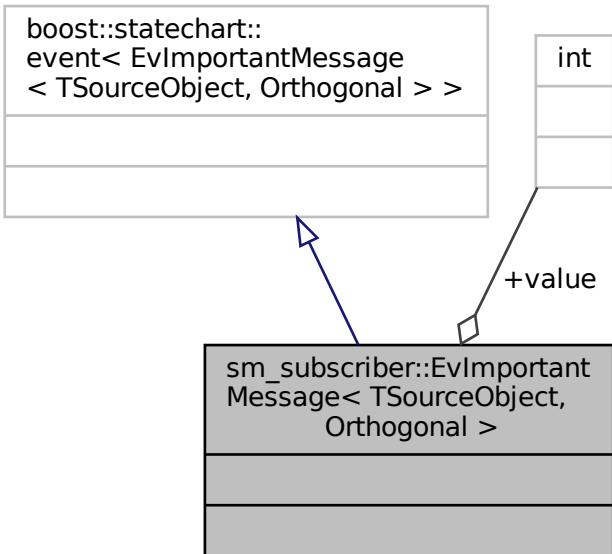 boost::statechart::
event< EvImportantMessage
< TSourceObject, Orthogonal > >
int
+value
sm_subscriber::EvImportant
Message< TSourceObject,
Orthogonal >